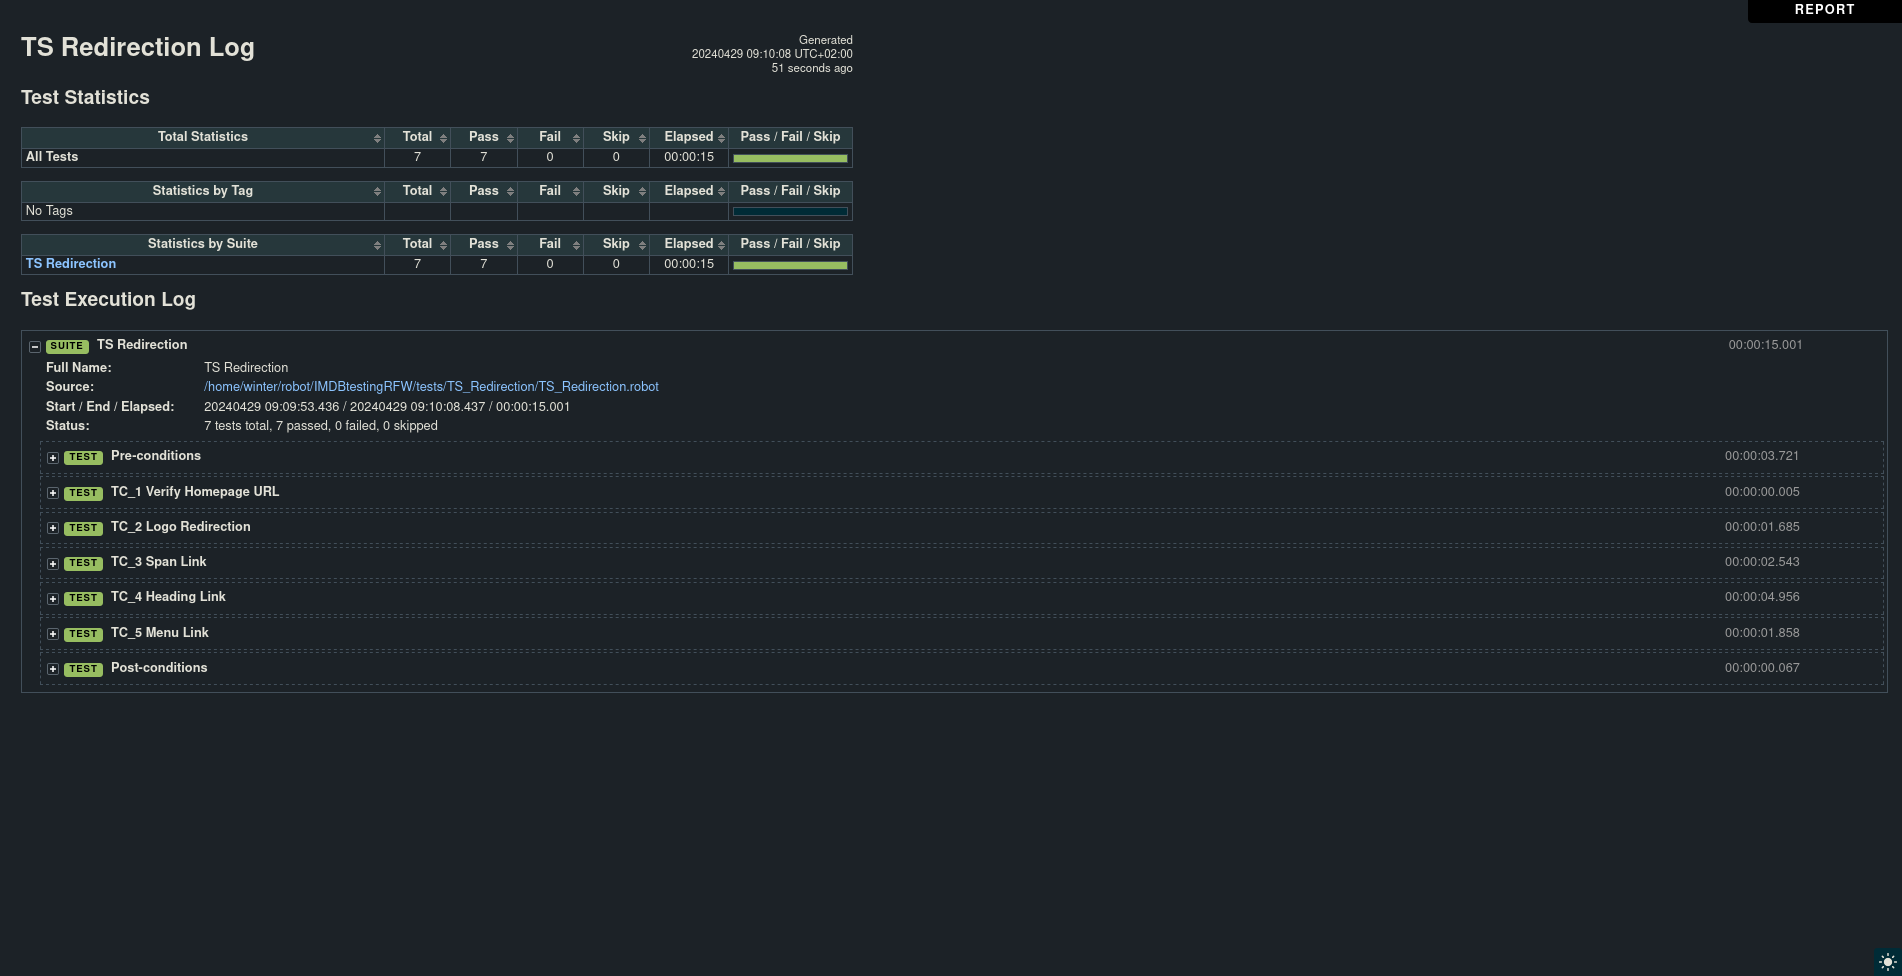 REPORT
TS Redirection Log
Generated
20240429 09:10:08 UTC+02:00
51 seconds ago
Test Statistics
Total Statistics Total Pass Fail Skip Elapsed Pass / Fail / Skip
All Tests 7 7 0 0 00:00:15
Statistics by Tag Total Pass Fail Skip Elapsed Pass / Fail / Skip
No Tags
Statistics by Suite Total Pass Fail Skip Elapsed Pass / Fail / Skip
TS Redirection 7 7 0 0 00:00:15
Test Execution Log
SUITE TS Redirection 00:00:15.001
Full Name: TS Redirection
Source: /home/winter/robot/IMDBtestingRFW/tests/TS_Redirection/TS_Redirection.robot
Start / End / Elapsed: 20240429 09:09:53.436 / 20240429 09:10:08.437 / 00:00:15.001
Status: 7 tests total, 7 passed, 0 failed, 0 skipped
TEST Pre-conditions 00:00:03.721
TEST TC_1 Verify Homepage URL 00:00:00.005
TEST TC_2 Logo Redirection 00:00:01.685
TEST TC_3 Span Link 00:00:02.543
TEST TC_4 Heading Link 00:00:04.956
TEST TC_5 Menu Link 00:00:01.858
TEST Post-conditions 00:00:00.067